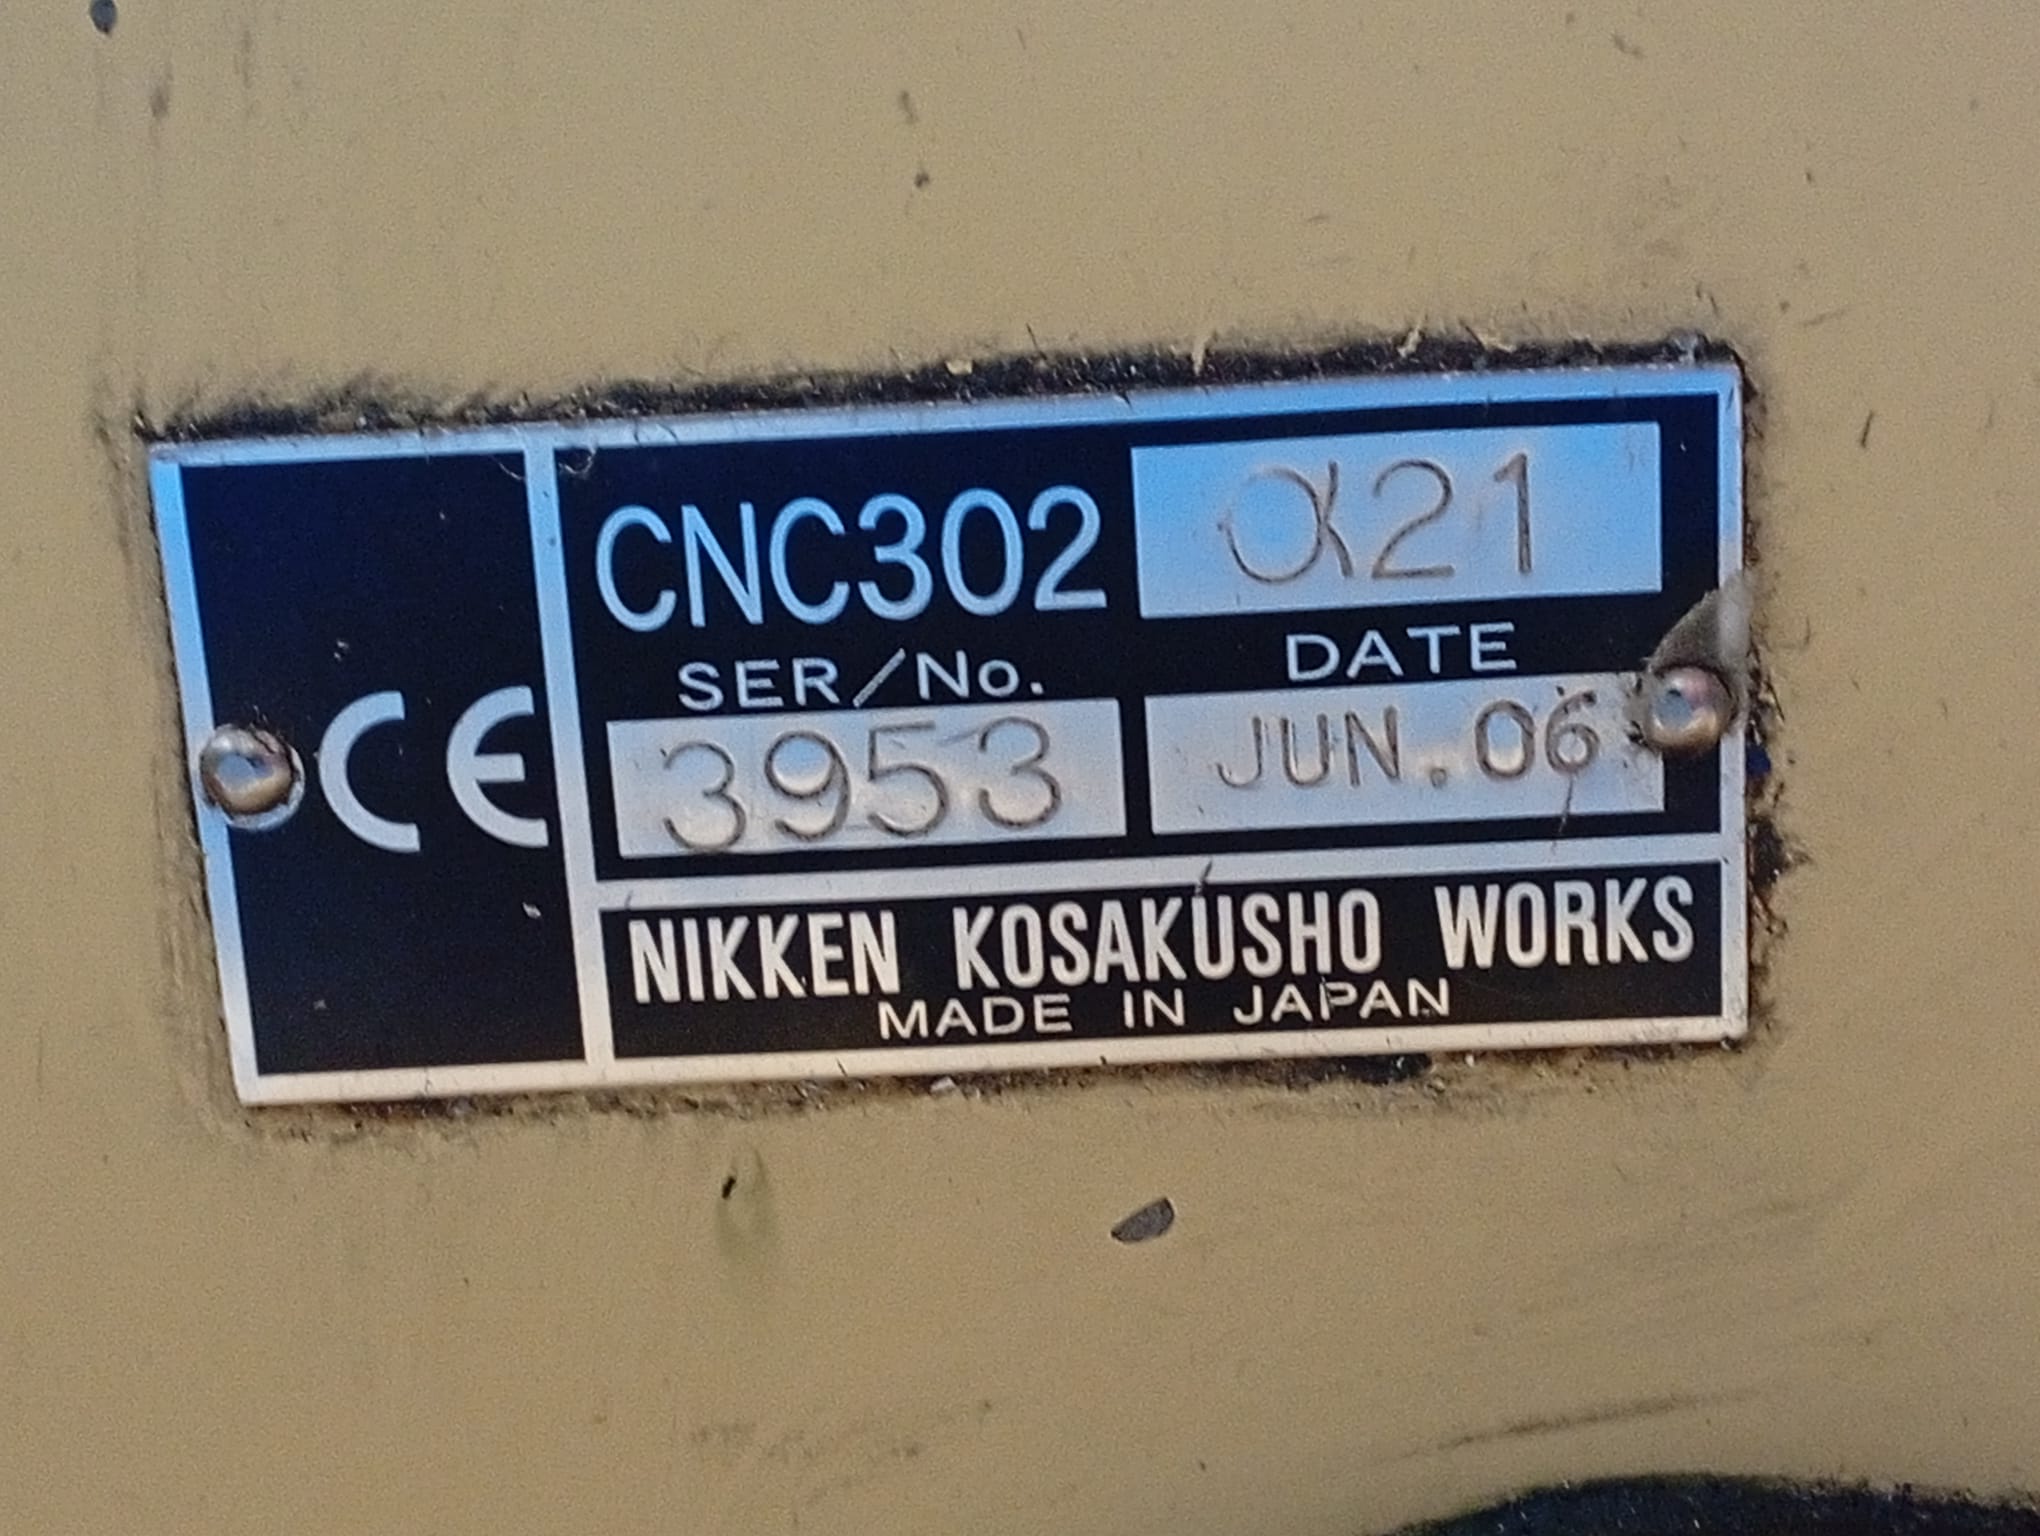 CE
CNC302 α21
SER/No. DATE
3953 JUN.06
NIKKEN KOSAKUSHO WORKS
MADE IN JAPAN